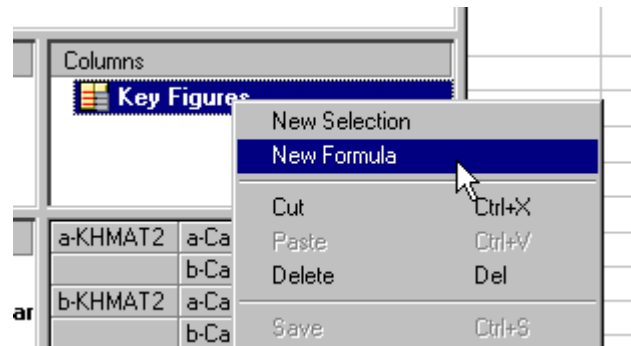 Columns
Key Figures
New Selection
New Formula
Cut Ctrl+X
Paste Ctrl+V
Delete Del
Save Ctrl+S
a-KHMAT2 a-Ca
b-Ca
b-KHMAT2 a-Ca
b-Ca
ar